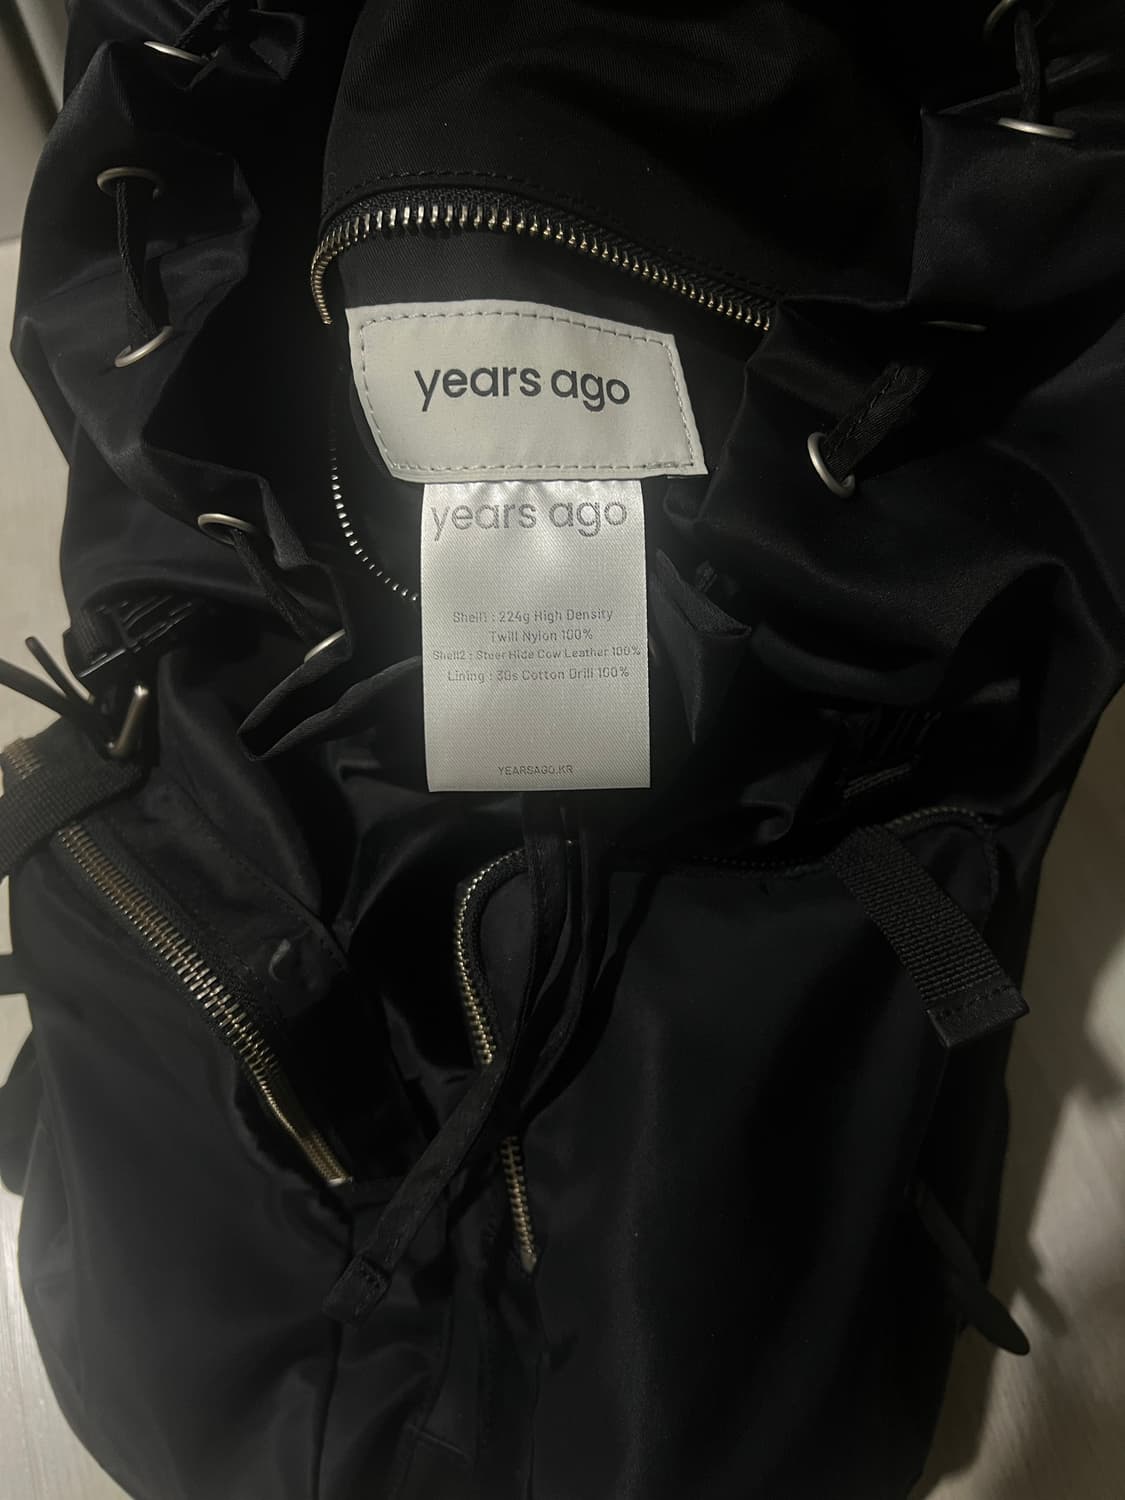 years ago
years ago
Shell1 : 224g High Density
Twill Nylon 100%
Shell2 : Steer Hide Cow Leather 100%
Lining : 30s Cotton Drill 100%
YEARSAGO.KR